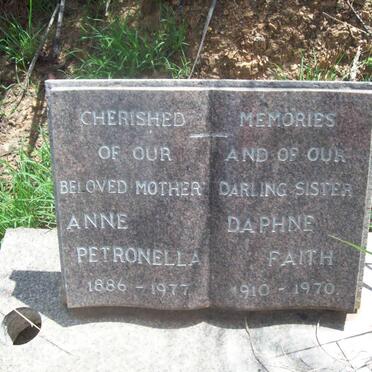 CHERISHED — MEMORIES
OF OUR AND OF OUR
BELOVED MOTHER DARLING SISTER
ANNE DAPHNE
PETRONELLA FAITH
1886 - 1977 1910 - 1970